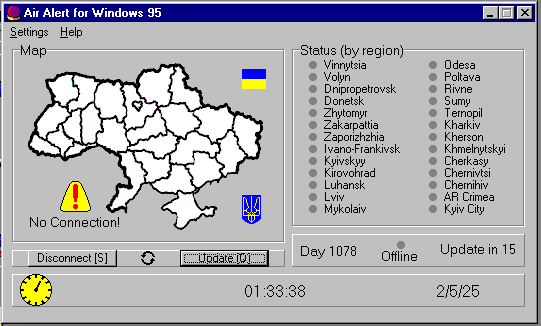 Air Alert for Windows 95
Settings Help
Map
No Connection!
Disconnect [S]
Update [Q]
Status (by region)
Vinnytsia
Volyn
Dnipropetrovsk
Donetsk
Zhytomyr
Zakarpattia
Zaporizhzhia
Ivano-Frankivsk
Kyivskyy
Kirovohrad
Luhansk
Lviv
Mykolaiv
Odesa
Poltava
Rivne
Sumy
Ternopil
Kharkiv
Kherson
Khmelnytskyi
Cherkasy
Chernivtsi
Chernihiv
AR Crimea
Kyiv City
Day 1078
Offline
Update in 15
01:33:38
2/5/25